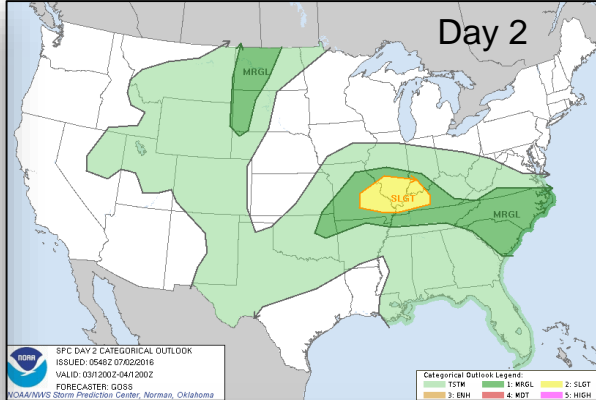 Day 2
MRGL
SLGT
MRGL
NOAA
SPC DAY 2 CATEGORICAL OUTLOOK
ISSUED: 0548Z 07/02/2016
VALID: 03/1200Z-04/1200Z
FORECASTER: GOSS
NOAA/NWS Storm Prediction Center, Norman, Oklahoma
Categorical Outlook Legend:
TSTM 1: MRGL 2: SLGT
3: ENH 4: MDT 5: HIGH